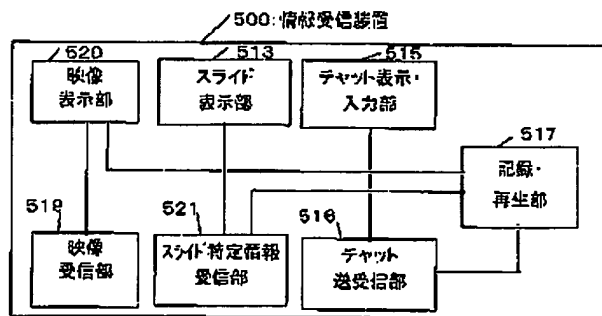 500:情報受信装置
520
513
515
映像
表示部
スライド
表示部
チャット表示・
入力部
517
記録・
再生部
519
521
516
映像
受信部
スライド特定情報
受信部
チャット
送受信部